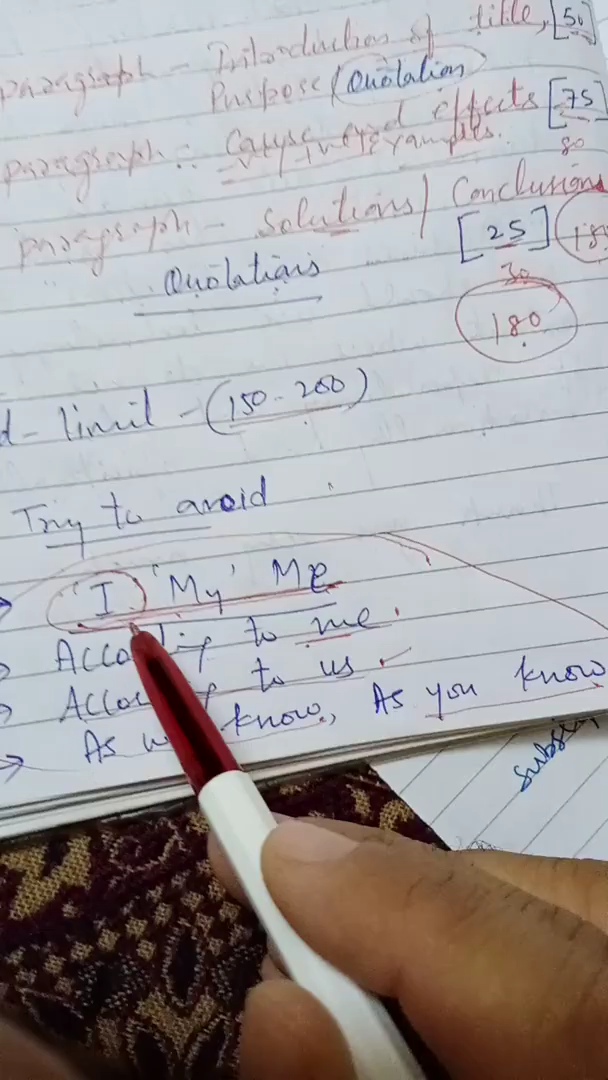 paragraph - Introduction of title, [50]
Purpose / Quotation
paragraph :- Cause and effects [75]
examples. 80
paragraph - solutions / Conclusions
[25]
Quotations
30
180
d-limit - (150-200)
Try to avoid
→ 'I' 'My' Me
→ According to me.
→ According to us
→ As we know, As you know